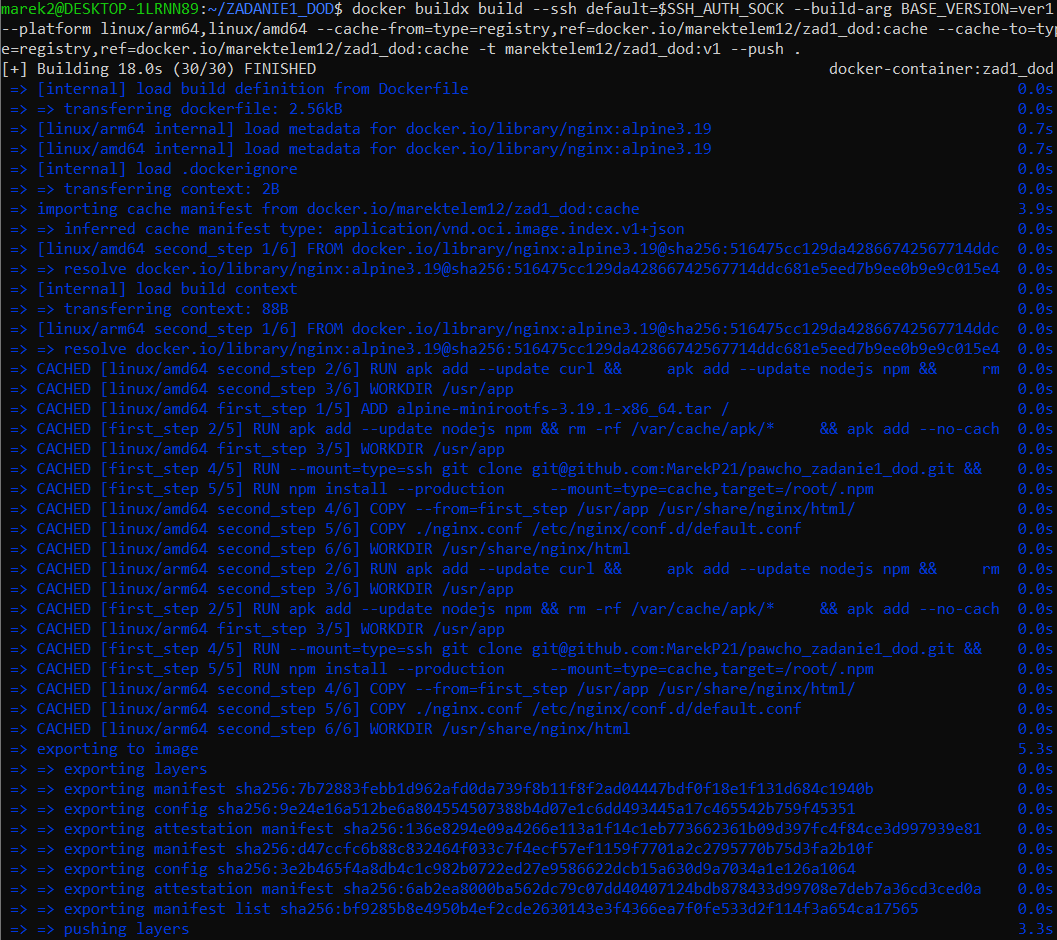 marek2@DESKTOP-1LRNN89:~/ZADANIE1_DOD$ docker buildx build --ssh default=$SSH_AUTH_SOCK --build-arg BASE_VERSION=ver1
--platform linux/arm64,linux/amd64 --cache-from=type=registry,ref=docker.io/marektelem12/zad1_dod:cache --cache-to=typ
e=registry,ref=docker.io/marektelem12/zad1_dod:cache -t marektelem12/zad1_dod:v1 --push .
[+] Building 18.0s (30/30) FINISHED docker-container:zad1_dod
=> [internal] load build definition from Dockerfile 0.0s
=> => transferring dockerfile: 2.56kB 0.0s
=> [linux/arm64 internal] load metadata for docker.io/library/nginx:alpine3.19 0.7s
=> [linux/amd64 internal] load metadata for docker.io/library/nginx:alpine3.19 0.7s
=> [internal] load .dockerignore 0.0s
=> => transferring context: 2B 0.0s
=> importing cache manifest from docker.io/marektelem12/zad1_dod:cache 3.9s
=> => inferred cache manifest type: application/vnd.oci.image.index.v1+json 0.0s
=> [linux/amd64 second_step 1/6] FROM docker.io/library/nginx:alpine3.19@sha256:516475cc129da42866742567714ddc 0.0s
=> => resolve docker.io/library/nginx:alpine3.19@sha256:516475cc129da42866742567714ddc681e5eed7b9ee0b9e9c015e4 0.0s
=> [internal] load build context 0.0s
=> => transferring context: 88B 0.0s
=> [linux/arm64 second_step 1/6] FROM docker.io/library/nginx:alpine3.19@sha256:516475cc129da42866742567714ddc 0.0s
=> => resolve docker.io/library/nginx:alpine3.19@sha256:516475cc129da42866742567714ddc681e5eed7b9ee0b9e9c015e4 0.0s
=> CACHED [linux/amd64 second_step 2/6] RUN apk add --update curl && apk add --update nodejs npm && rm 0.0s
=> CACHED [linux/amd64 second_step 3/6] WORKDIR /usr/app 0.0s
=> CACHED [linux/amd64 first_step 1/5] ADD alpine-minirootfs-3.19.1-x86_64.tar / 0.0s
=> CACHED [first_step 2/5] RUN apk add --update nodejs npm && rm -rf /var/cache/apk/* && apk add --no-cach 0.0s
=> CACHED [linux/amd64 first_step 3/5] WORKDIR /usr/app 0.0s
=> CACHED [first_step 4/5] RUN --mount=type=ssh git clone git@github.com:MarekP21/pawcho_zadanie1_dod.git && 0.0s
=> CACHED [first_step 5/5] RUN npm install --production --mount=type=cache,target=/root/.npm 0.0s
=> CACHED [linux/amd64 second_step 4/6] COPY --from=first_step /usr/app /usr/share/nginx/html/ 0.0s
=> CACHED [linux/amd64 second_step 5/6] COPY ./nginx.conf /etc/nginx/conf.d/default.conf 0.0s
=> CACHED [linux/amd64 second_step 6/6] WORKDIR /usr/share/nginx/html 0.0s
=> CACHED [linux/arm64 second_step 2/6] RUN apk add --update curl && apk add --update nodejs npm && rm 0.0s
=> CACHED [linux/arm64 second_step 3/6] WORKDIR /usr/app 0.0s
=> CACHED [first_step 2/5] RUN apk add --update nodejs npm && rm -rf /var/cache/apk/* && apk add --no-cach 0.0s
=> CACHED [linux/arm64 first_step 3/5] WORKDIR /usr/app 0.0s
=> CACHED [first_step 4/5] RUN --mount=type=ssh git clone git@github.com:MarekP21/pawcho_zadanie1_dod.git && 0.0s
=> CACHED [first_step 5/5] RUN npm install --production --mount=type=cache,target=/root/.npm 0.0s
=> CACHED [linux/arm64 second_step 4/6] COPY --from=first_step /usr/app /usr/share/nginx/html/ 0.0s
=> CACHED [linux/arm64 second_step 5/6] COPY ./nginx.conf /etc/nginx/conf.d/default.conf 0.0s
=> CACHED [linux/arm64 second_step 6/6] WORKDIR /usr/share/nginx/html 0.0s
=> exporting to image 5.3s
=> => exporting layers 0.0s
=> => exporting manifest sha256:7b72883febb1d962afd0da739f8b11f8f2ad04447bdf0f18e1f131d684c1940b 0.0s
=> => exporting config sha256:9e24e16a512be6a804554507388b4d07e1c6dd493445a17c465542b759f45351 0.0s
=> => exporting attestation manifest sha256:136e8294e09a4266e113a1f14c1eb773662361b09d397fc4f84ce3d997939e81 0.0s
=> => exporting manifest sha256:d47ccfc6b88c832464f033c7f4ecf57ef1159f7701a2c2795770b75d3fa2b10f 0.0s
=> => exporting config sha256:3e2b465f4a8db4c1c982b0722ed27e9586622dcb15a630d9a7034a1e126a1064 0.0s
=> => exporting attestation manifest sha256:6ab2ea8000ba562dc79c07dd40407124bdb878433d99708e7deb7a36cd3ced0a 0.0s
=> => exporting manifest list sha256:bf9285b8e4950b4ef2cde2630143e3f4366ea7f0fe533d2f114f3a654ca17565 0.0s
=> => pushing layers 3.3s